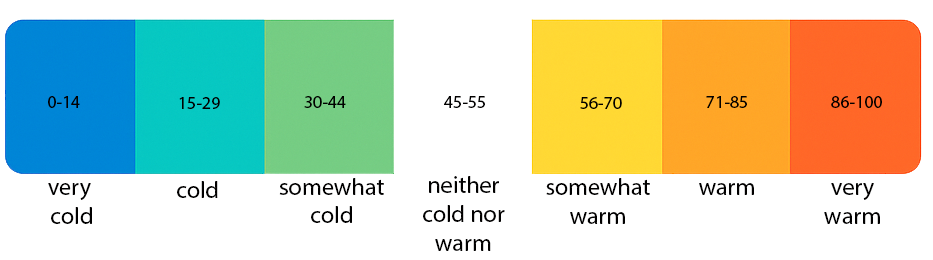 0-14
15-29
30-44
45-55
56-70
71-85
86-100
very
cold
cold
somewhat
cold
neither
cold nor
warm
somewhat
warm
warm
very
warm